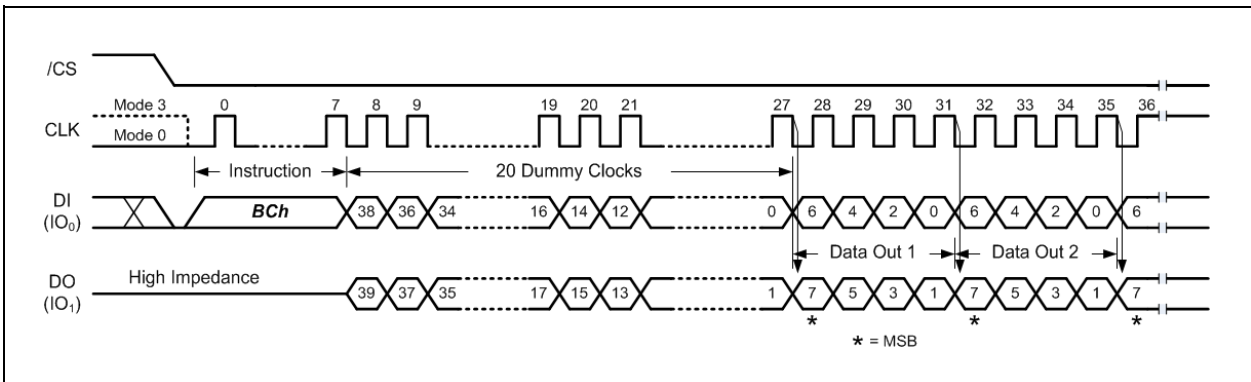 /CS
Mode 3 0 7 8 9 19 20 21 27 28 29 30 31 32 33 34 35 36
CLK
Mode 0
Instruction 20 Dummy Clocks
DI
(IO0)
BCh 38 36 34 16 14 12 0 6 4 2 0 6 4 2 0 6
Data Out 1 Data Out 2
High Impedance
DO
(IO1)
39 37 35 17 15 13 1 7 5 3 1 7 5 3 1 7
* * *
* = MSB